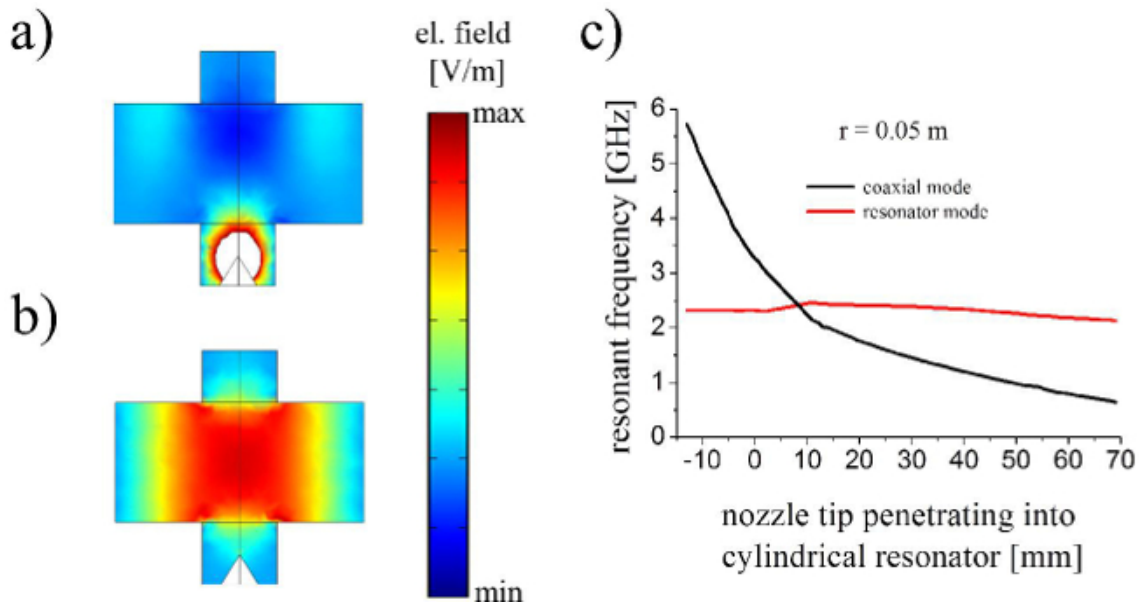 a)
el. field
[V/m]
max
min
b)
c)
resonant frequency [GHz]
6
5
4
3
2
1
0
r = 0.05 m
coaxial mode
resonator mode
-10 0 10 20 30 40 50 60 70
nozzle tip penetrating into
cylindrical resonator [mm]